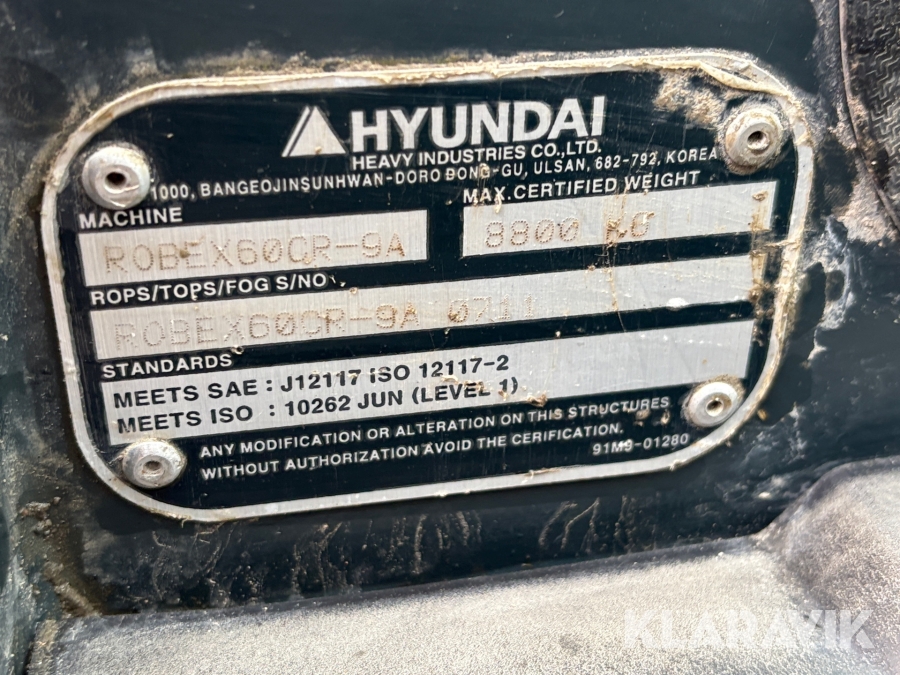 HYUNDAI
HEAVY INDUSTRIES CO.,LTD.
1000, BANGEOJINSUNHWAN-DORO DONG-GU, ULSAN, 682-792, KOREA
MACHINE
MAX.CERTIFIED WEIGHT
ROBEX60CR-9A
8800 KG
ROPS/TOPS/FOG S/NO
ROBEX60CR-9A 0711
STANDARDS
MEETS SAE : J12117 ISO 12117-2
MEETS ISO : 10262 JUN (LEVEL 1)
ANY MODIFICATION OR ALTERATION ON THIS STRUCTURES
WITHOUT AUTHORIZATION AVOID THE CERIFICATION.
91M9-01280
KLARAVIK